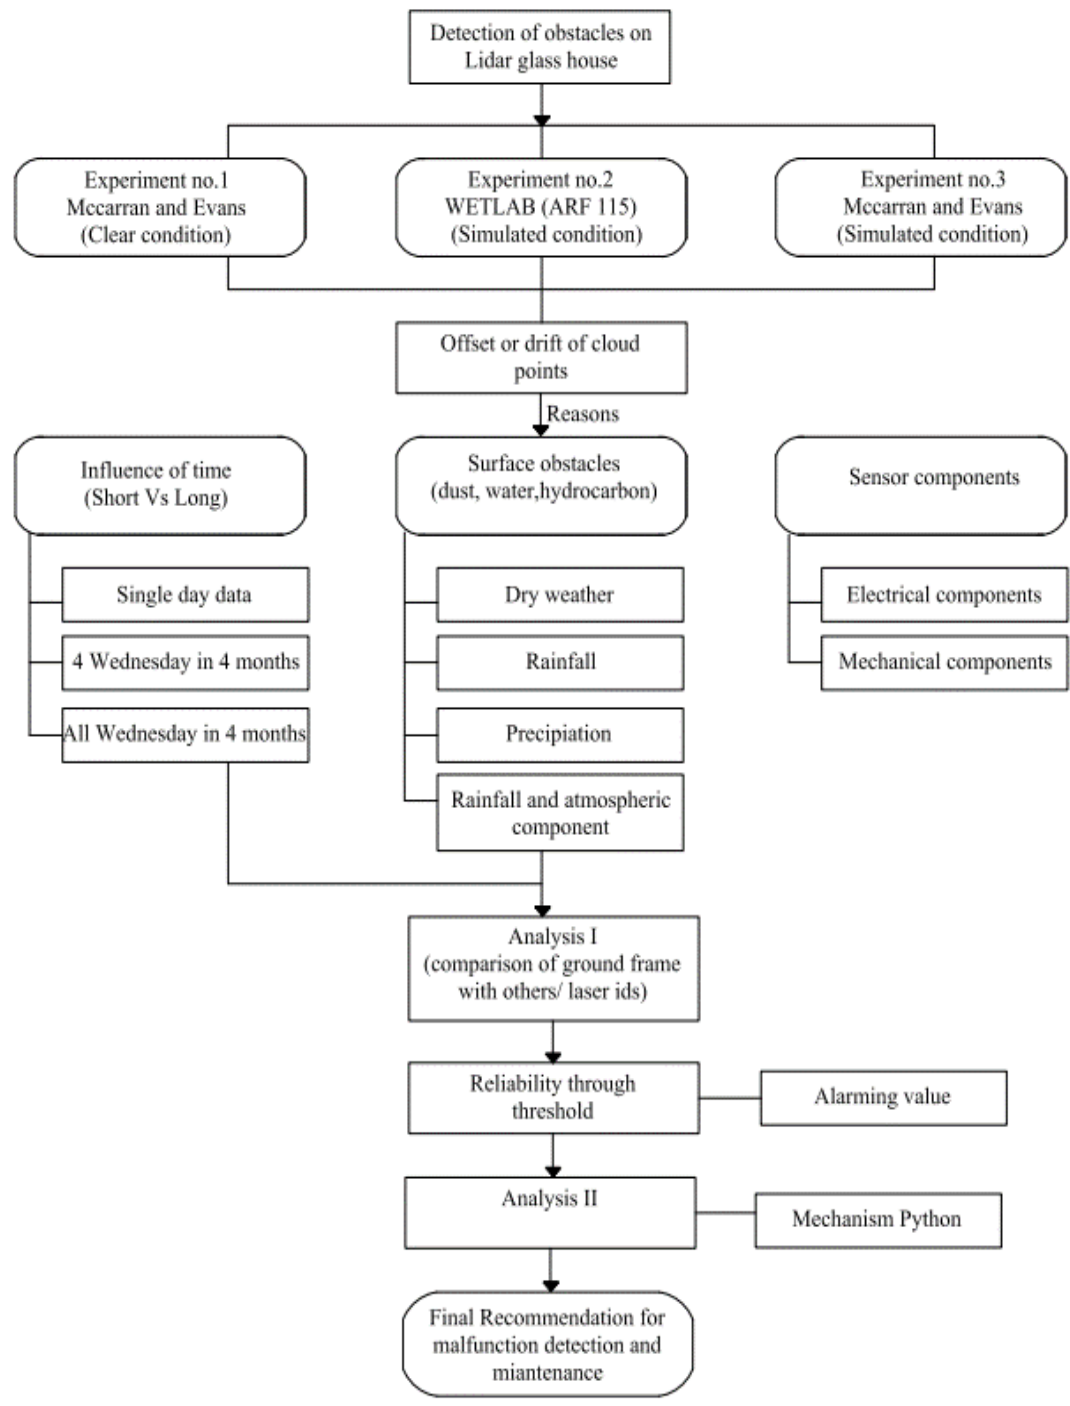 Detection of obstacles on
Lidar glass house
Experiment no.1
Mccarran and Evans
(Clear condition)
Experiment no.2
WETLAB (ARF 115)
(Simulated condition)
Experiment no.3
Mccarran and Evans
(Simulated condition)
Offset or drift of cloud
points
Reasons
Influence of time
(Short Vs Long)
Single day data
4 Wednesday in 4 months
All Wednesday in 4 months
Surface obstacles
(dust, water,hydrocarbon)
Dry weather
Rainfall
Precipiation
Rainfall and atmospheric
component
Sensor components
Electrical components
Mechanical components
Analysis I
(comparison of ground frame
with others/ laser ids)
Reliability through
threshold
Alarming value
Analysis II
Mechanism Python
Final Recommendation for
malfunction detection and
miantenance